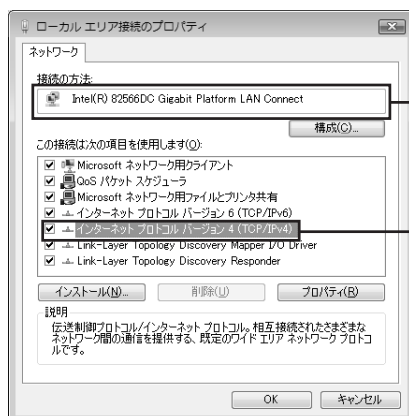 ローカル エリア接続のプロパティ
ネットワーク
接続の方法:
Intel(R) 82566DC Gigabit Platform LAN Connect
構成(C)...
この接続は次の項目を使用します(O):
Microsoft ネットワーク用クライアント
QoS パケット スケジューラ
Microsoft ネットワーク用ファイルとプリンタ共有
インターネット プロトコル バージョン 6 (TCP/IPv6)
インターネット プロトコル バージョン 4 (TCP/IPv4)
Link-Layer Topology Discovery Mapper I/O Driver
Link-Layer Topology Discovery Responder
インストール(N)...
削除(U)
プロパティ(R)
説明
伝送制御プロトコル/インターネット プロトコル。相互接続されたさまざまな
ネットワーク間の通信を提供する、既定のワイド エリア ネットワーク プロトコ
ルです。
OK
キャンセル